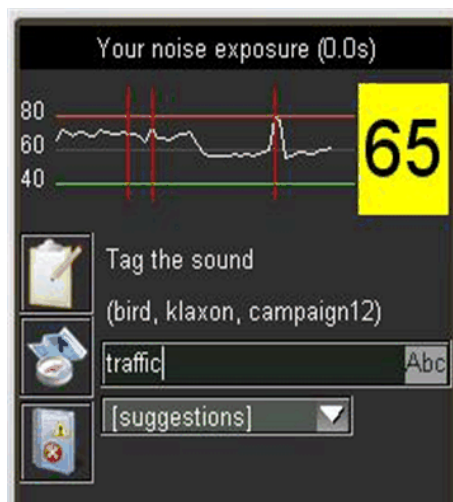 Your noise exposure (0.0s)
80
60
40
65
Tag the sound
(bird, klaxon, campaign12)
traffic
Abc
[suggestions]